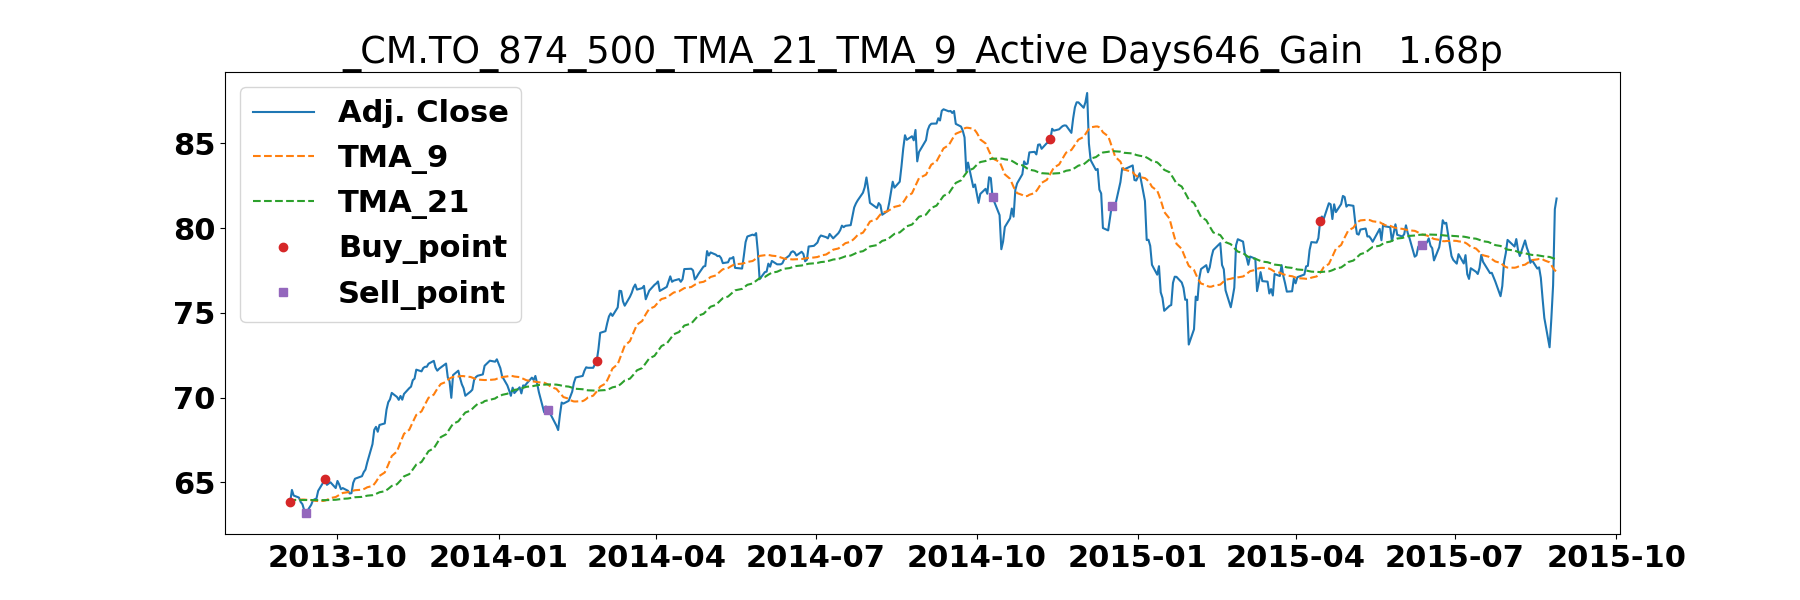 _CM.TO_874_500_TMA_21_TMA_9_Active Days646_Gain   1.68p
Adj. Close
TMA_9
TMA_21
Buy_point
Sell_point
85
80
75
70
65
2013-10
2014-01
2014-04
2014-07
2014-10
2015-01
2015-04
2015-07
2015-10